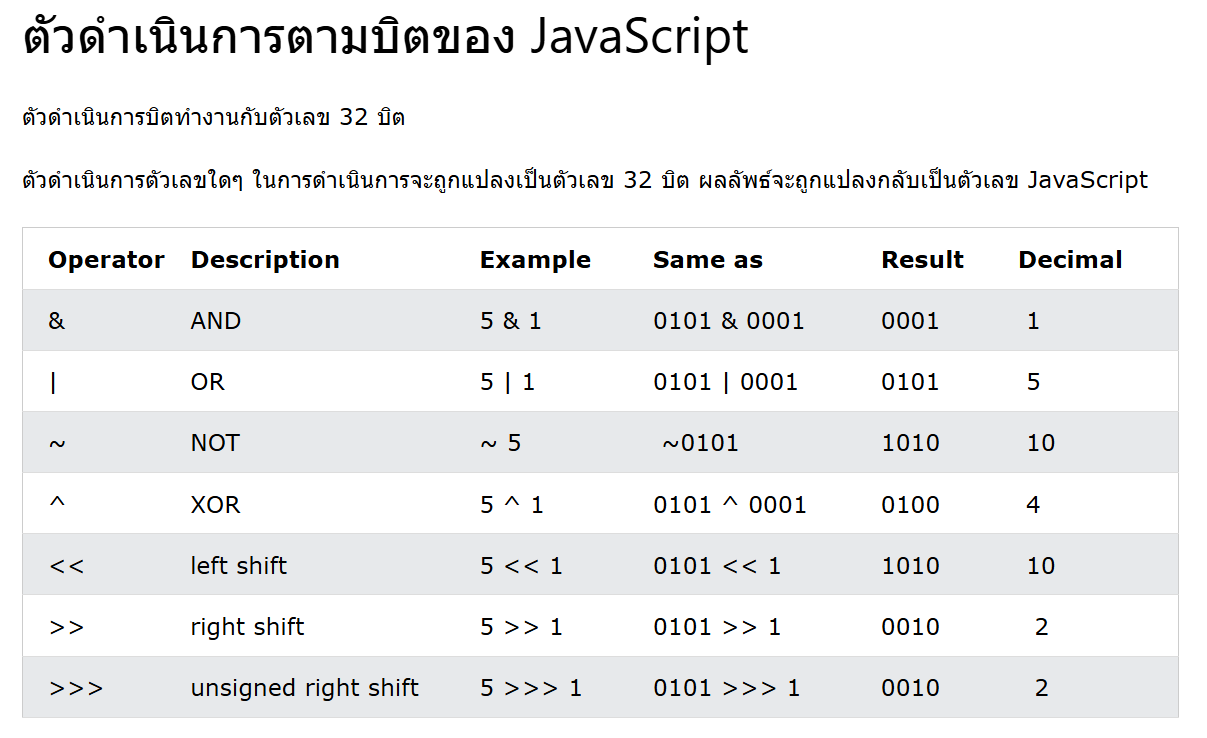 ตัวดำเนินการตามบิตของ JavaScript
ตัวดำเนินการบิตทำงานกับตัวเลข 32 บิต
ตัวดำเนินการตัวเลขใดๆ ในการดำเนินการจะถูกแปลงเป็นตัวเลข 32 บิต ผลลัพธ์จะถูกแปลงกลับเป็นตัวเลข JavaScript
Operator Description Example Same as Result Decimal
& AND 5 & 1 0101 & 0001 0001 1
| OR 5 | 1 0101 | 0001 0101 5
~ NOT ~ 5 ~0101 1010 10
^ XOR 5 ^ 1 0101 ^ 0001 0100 4
<< left shift 5 << 1 0101 << 1 1010 10
>> right shift 5 >> 1 0101 >> 1 0010 2
>>> unsigned right shift 5 >>> 1 0101 >>> 1 0010 2